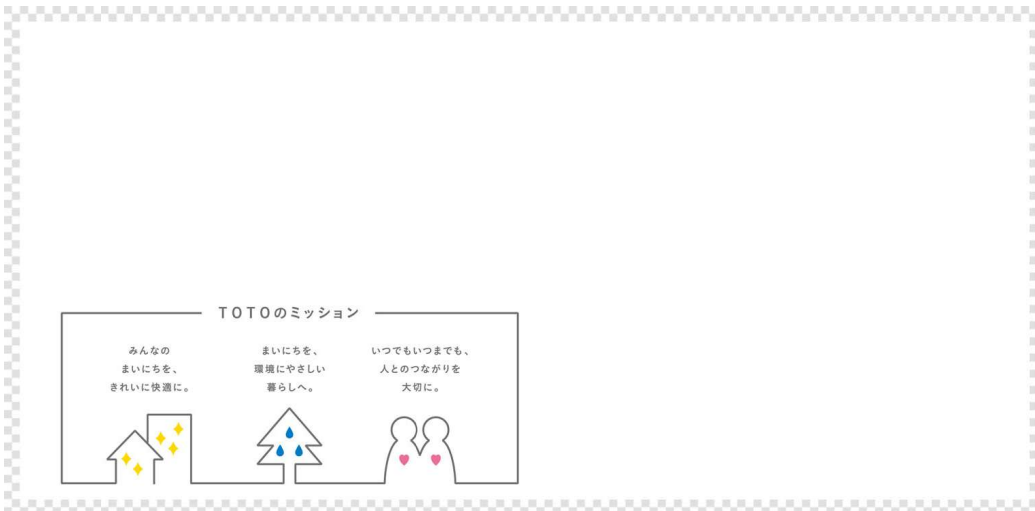 TOTOのミッション
みんなの
まいにちを、
きれいに快適に。
まいにちを、
環境にやさしい
暮らしへ。
いつでもいつまでも、
人とのつながりを
大切に。